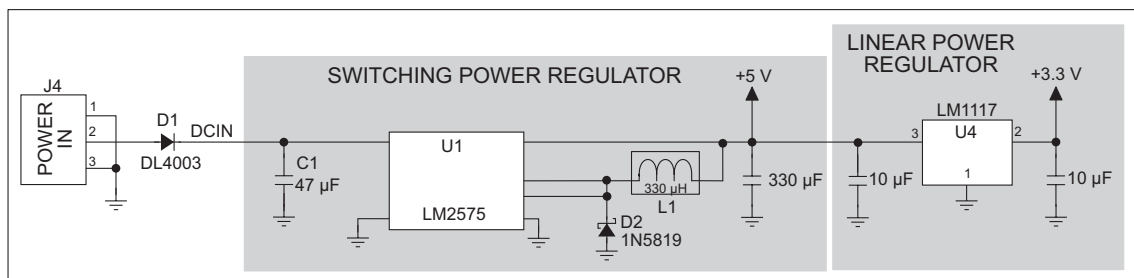 SWITCHING POWER REGULATOR
LINEAR POWER
REGULATOR
J4
POWER
IN
1
2
3
D1
DL4003
DCIN
C1
47 µF
U1
LM2575
330 µH
L1
D2
1N5819
+5 V
330 µF
10 µF
LM1117
3
U4
2
1
+3.3 V
10 µF